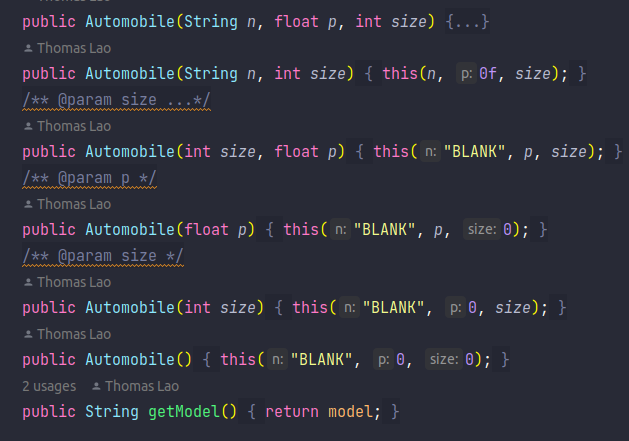 Thomas Lao
public Automobile(String n, float p, int size) {...}
Thomas Lao
public Automobile(String n, int size) { this(n, p: 0f, size); }
/** @param size ...*/
Thomas Lao
public Automobile(int size, float p) { this( n: "BLANK", p, size); }
/** @param p */
Thomas Lao
public Automobile(float p) { this( n: "BLANK", p, size: 0); }
/** @param size */
Thomas Lao
public Automobile(int size) { this( n: "BLANK", p: 0, size); }
Thomas Lao
public Automobile() { this( n: "BLANK", p: 0, size: 0); }
2 usages Thomas Lao
public String getModel() { return model; }